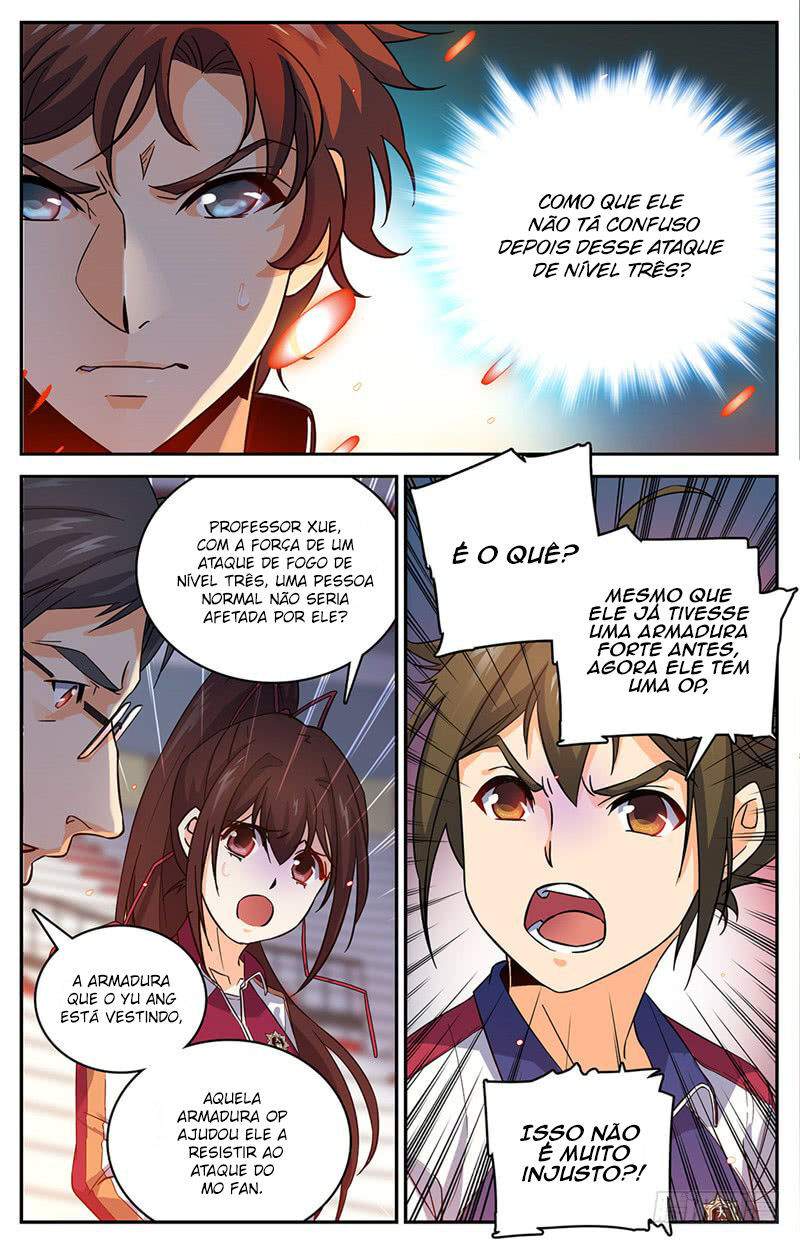 COMO QUE ELE
NÃO TÁ CONFUSO
DEPOIS DESSE ATAQUE
DE NÍVEL TRÊS?
PROFESSOR XUE,
COM A FORÇA DE UM
ATAQUE DE FOGO DE
NÍVEL TRÊS, UMA PESSOA
NORMAL NÃO SERIA
AFETADA POR ELE?
A ARMADURA
QUE O YU ANG
ESTÁ VESTINDO,
AQUELA
ARMADURA OP
AJUDOU ELE A
RESISTIR AO
ATAQUE DO
MO FAN.
É O QUÊ?
MESMO QUE
ELE JÁ TIVESSE
UMA ARMADURA
FORTE ANTES,
AGORA ELE TEM
UMA OP,
ISSO NÃO
É MUITO
INJUSTO?!